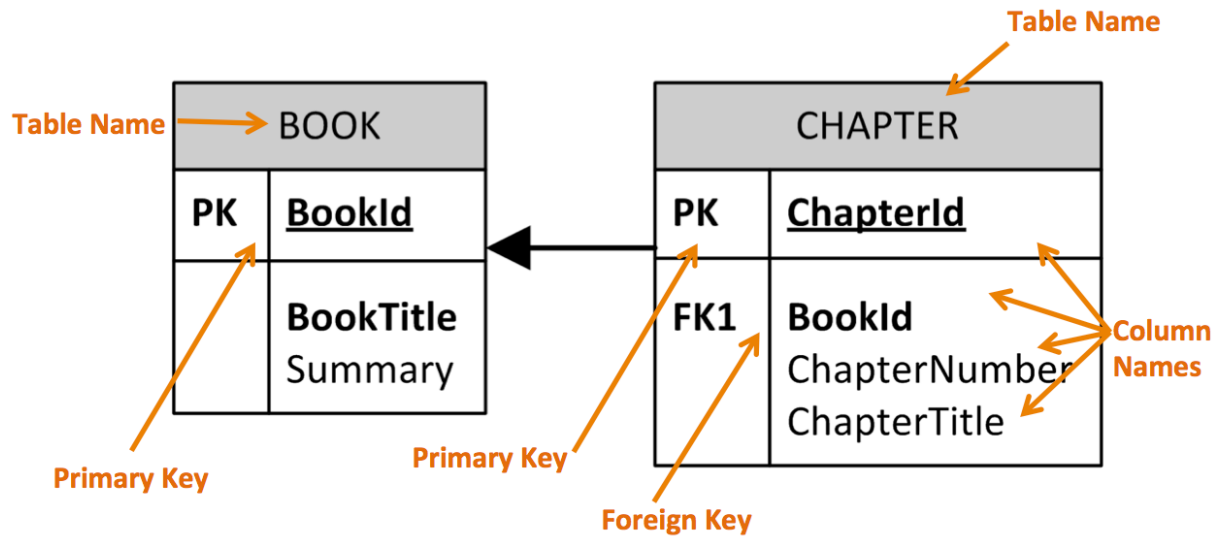 Table Name
Table Name
BOOK
PK BookId
BookTitle
Summary
CHAPTER
PK ChapterId
FK1 BookId
ChapterNumber
ChapterTitle
Column
Names
Primary Key
Primary Key
Foreign Key